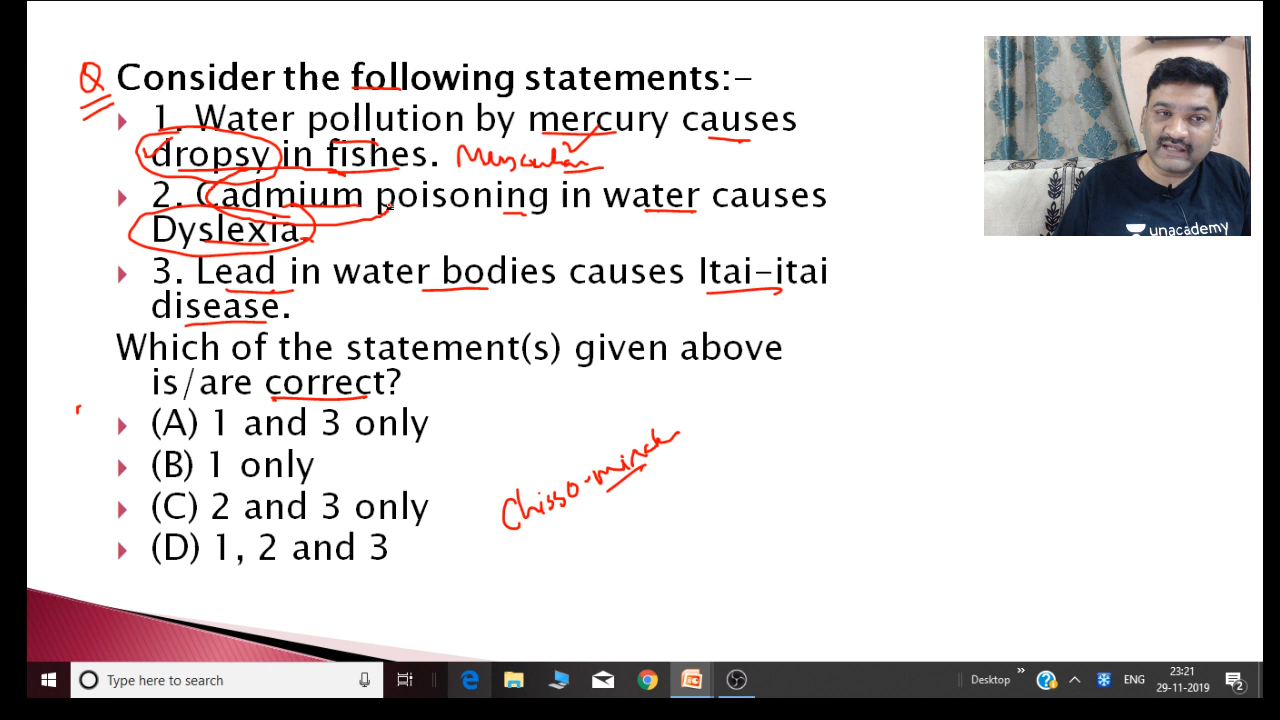 Q Consider the following statements:-
1. Water pollution by mercury causes
dropsy in fishes. Muscular
2. Cadmium poisoning in water causes
Dyslexia.
3. Lead in water bodies causes Itai-itai
disease.
Which of the statement(s) given above
is/are correct?
(A) 1 and 3 only
(B) 1 only
(C) 2 and 3 only
(D) 1, 2 and 3
Chisso-
unacademy
Type here to search
Desktop
ENG
23:21
29-11-2019
2